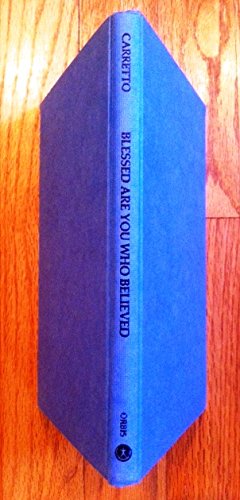 CARRETTO
BLESSED ARE YOU WHO BELIEVED
ORBIS